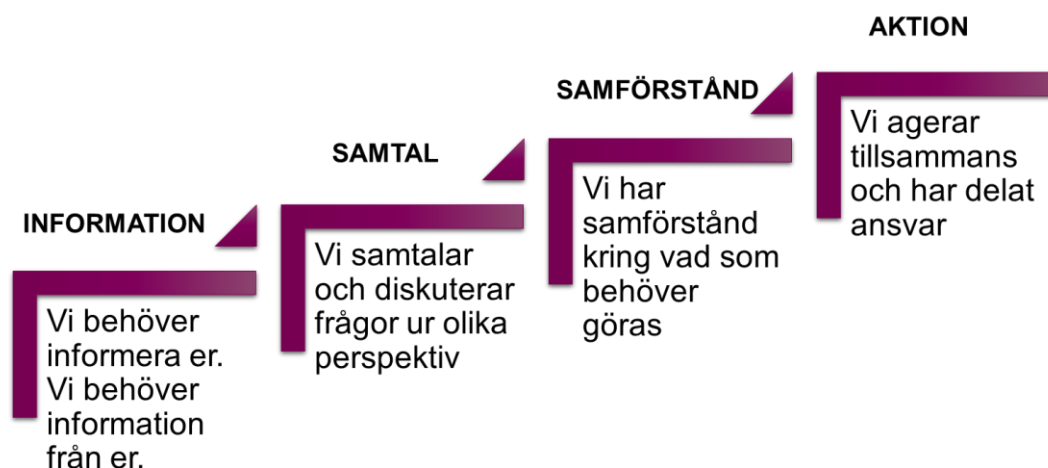 INFORMATION
Vi behöver
informera er.
Vi behöver
information
från er.
SAMTAL
Vi samtalar
och diskuterar
frågor ur olika
perspektiv
SAMFÖRSTÅND
Vi har
samförstånd
kring vad som
behöver
göras
AKTION
Vi agerar
tillsammans
och har delat
ansvar